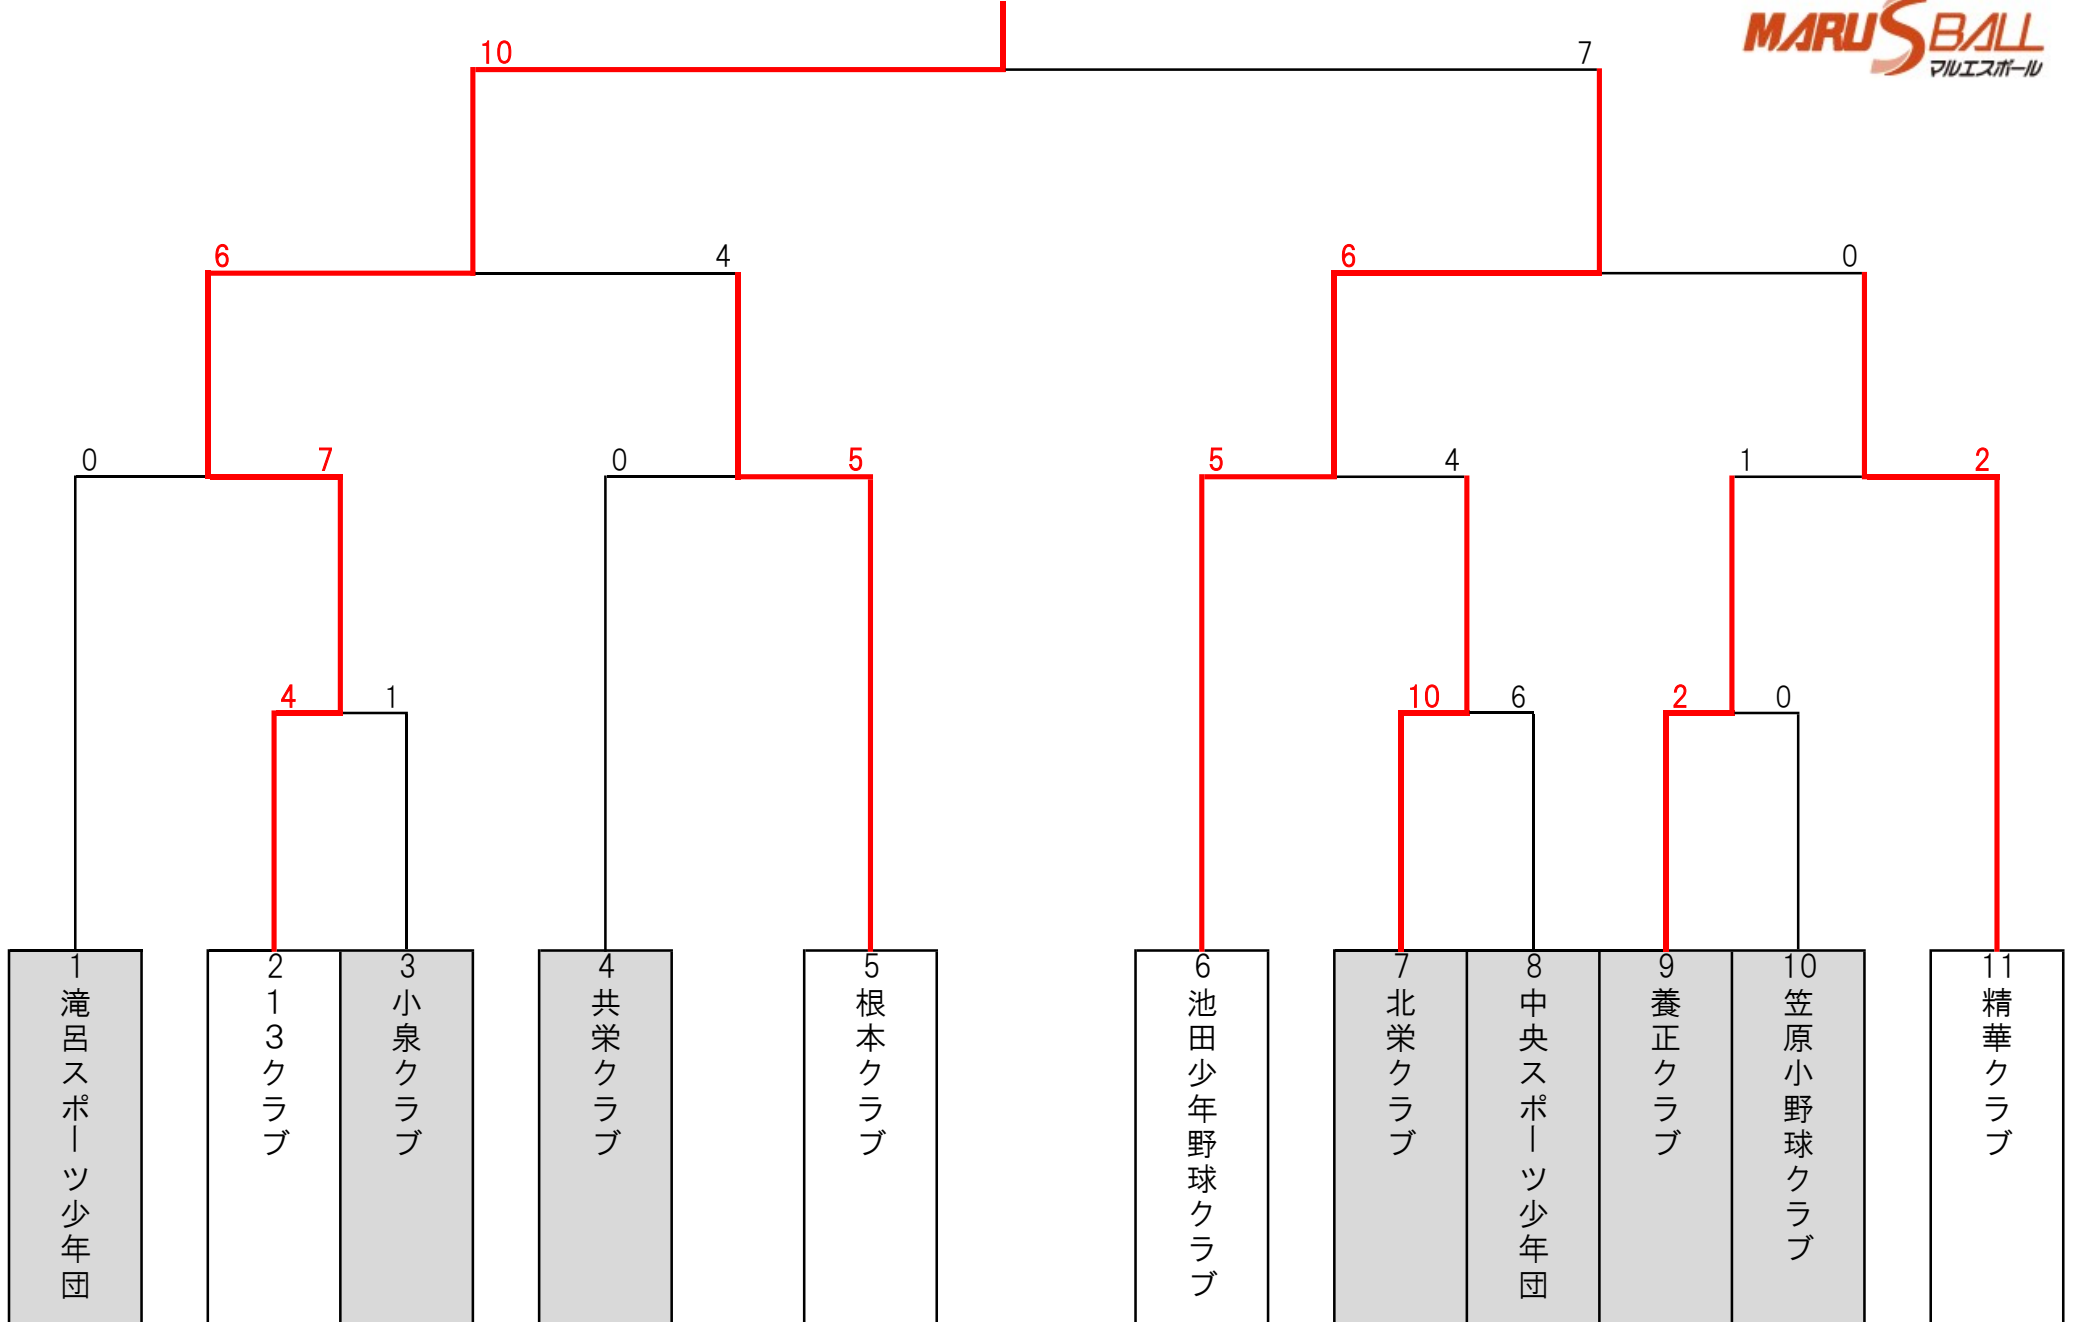 MARUS BALL
マルエスボール
10 7
6 4 6 0
0 7 0 5 5 4 1 2
4 1 10 6 2 0
1 滝呂スポーツ少年団
2 13クラブ
3 小泉クラブ
4 共栄クラブ
5 根本クラブ
6 池田少年野球クラブ
7 北栄クラブ
8 中央スポーツ少年団
9 養正クラブ
10 笠原小野球クラブ
11 精華クラブ